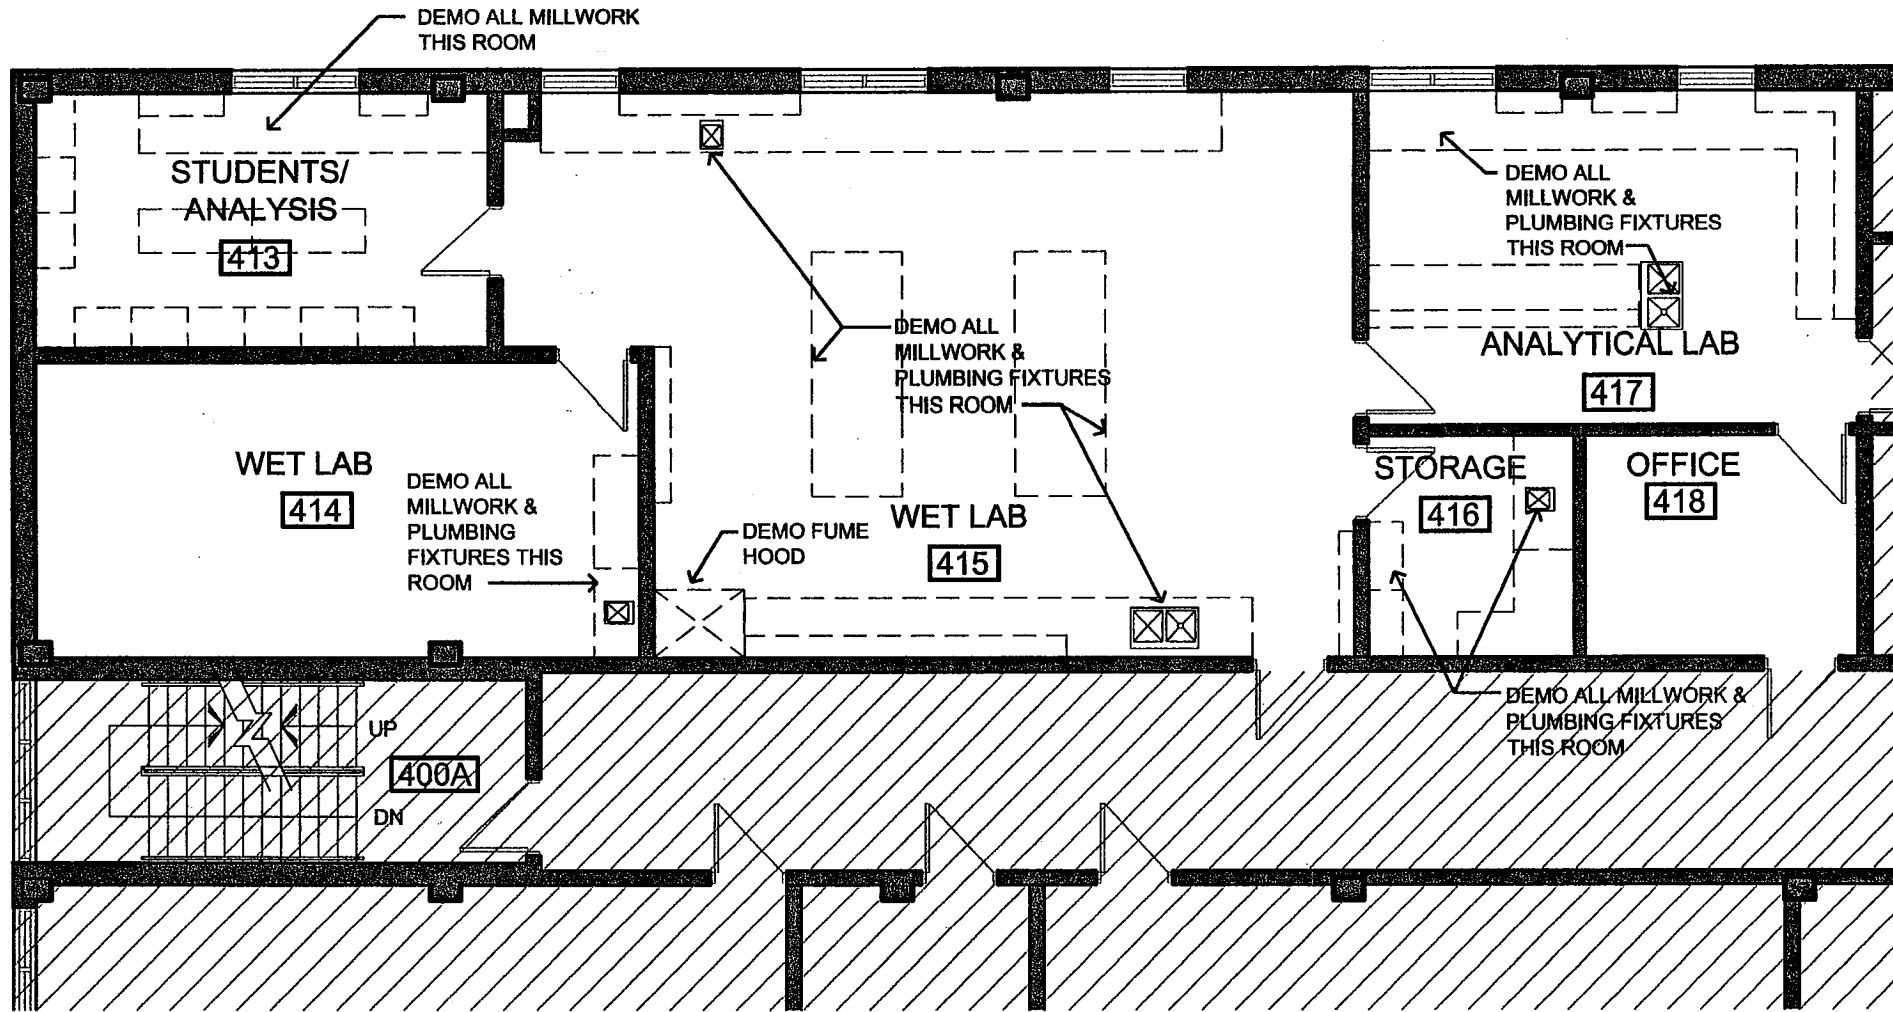 DEMO ALL MILLWORK
THIS ROOM
STUDENTS/
ANALYSIS
413
DEMO ALL
MILLWORK &
PLUMBING FIXTURES
THIS ROOM
DEMO ALL
MILLWORK &
PLUMBING FIXTURES
THIS ROOM
ANALYTICAL LAB
417
WET LAB
414
DEMO ALL
MILLWORK &
PLUMBING
FIXTURES THIS
ROOM
DEMO FUME
HOOD
WET LAB
415
STORAGE
416
OFFICE
418
DEMO ALL MILLWORK &
PLUMBING FIXTURES
THIS ROOM
UP
400A
DN